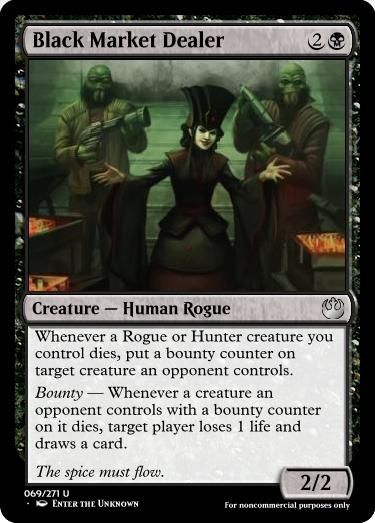 Black Market Dealer 2
Creature — Human Rogue
Whenever a Rogue or Hunter creature you
control dies, put a bounty counter on
target creature an opponent controls.
Bounty — Whenever a creature an
opponent controls with a bounty counter
on it dies, target player loses 1 life and
draws a card.
The spice must flow.
2/2
069/271 U
Enter the Unknown
For noncommercial purposes only